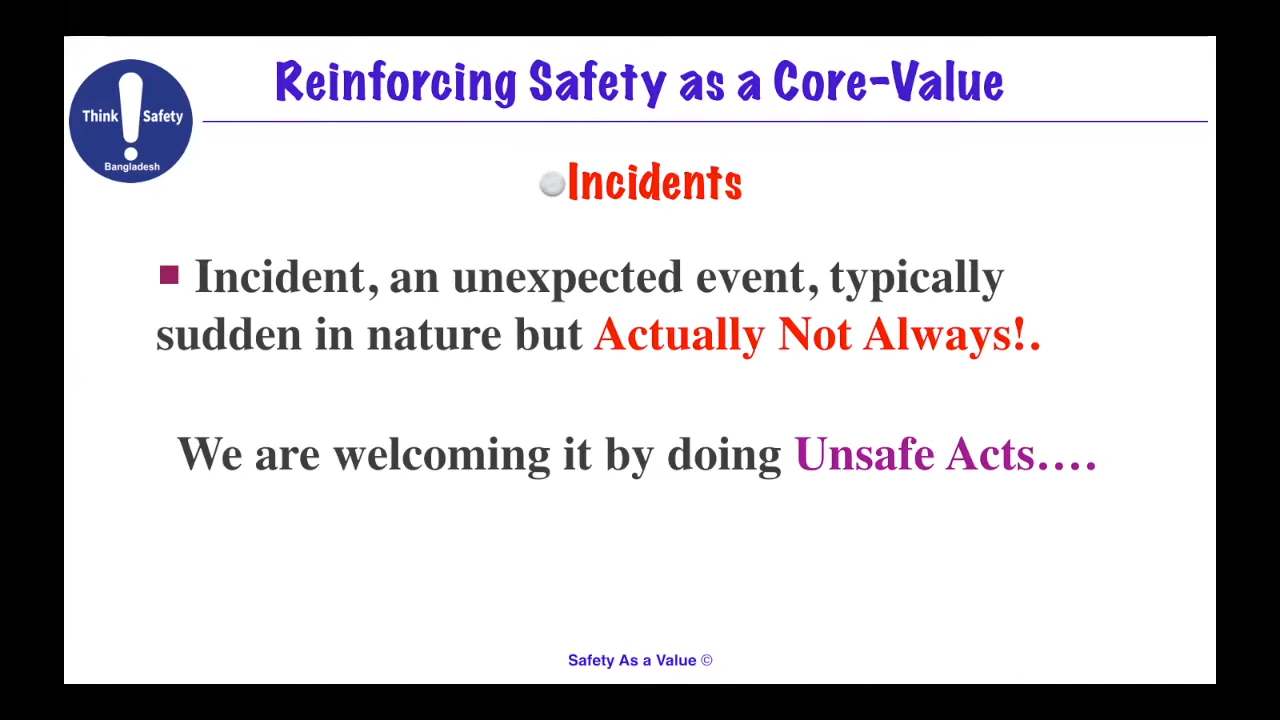 Reinforcing Safety as a Core-Value
Think ! Safety
Bangladesh
Incidents
Incident, an unexpected event, typically
sudden in nature but Actually Not Always!.
We are welcoming it by doing Unsafe Acts....
Safety As a Value ©